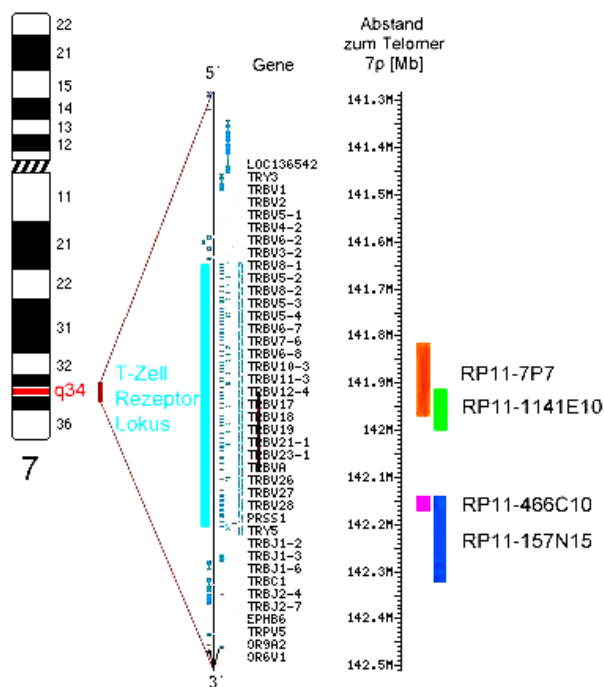 22
21
15
14
13
12
11
21
22
31
32
q34
36
7
T-Zell
Rezeptor
Lokus
5´
3´
Gene
LOC136542
TRY3
TRBV1
TRBV2
TRBV5-1
TRBV4-2
TRBV6-2
TRBV3-2
TRBV8-1
TRBV5-2
TRBV8-2
TRBV5-3
TRBV5-4
TRBV6-7
TRBV7-6
TRBV6-8
TRBV10-3
TRBV11-3
TRBV12-4
TRBV17
TRBV18
TRBV19
TRBV21-1
TRBV23-1
TRBVA
TRBV26
TRBV27
TRBV28
PRSS1
TRY5
TRBJ1-2
TRBJ1-3
TRBJ1-6
TRBC1
TRBJ2-4
TRBJ2-7
EPHB6
TRPV5
OR9A2
OR6V1
Abstand
zum Telomer
7p [Mb]
141.3M
141.4M
141.5M
141.6M
141.7M
141.8M
141.9M
142M
142.1M
142.2M
142.3M
142.4M
142.5M
RP11-7P7
RP11-1141E10
RP11-466C10
RP11-157N15